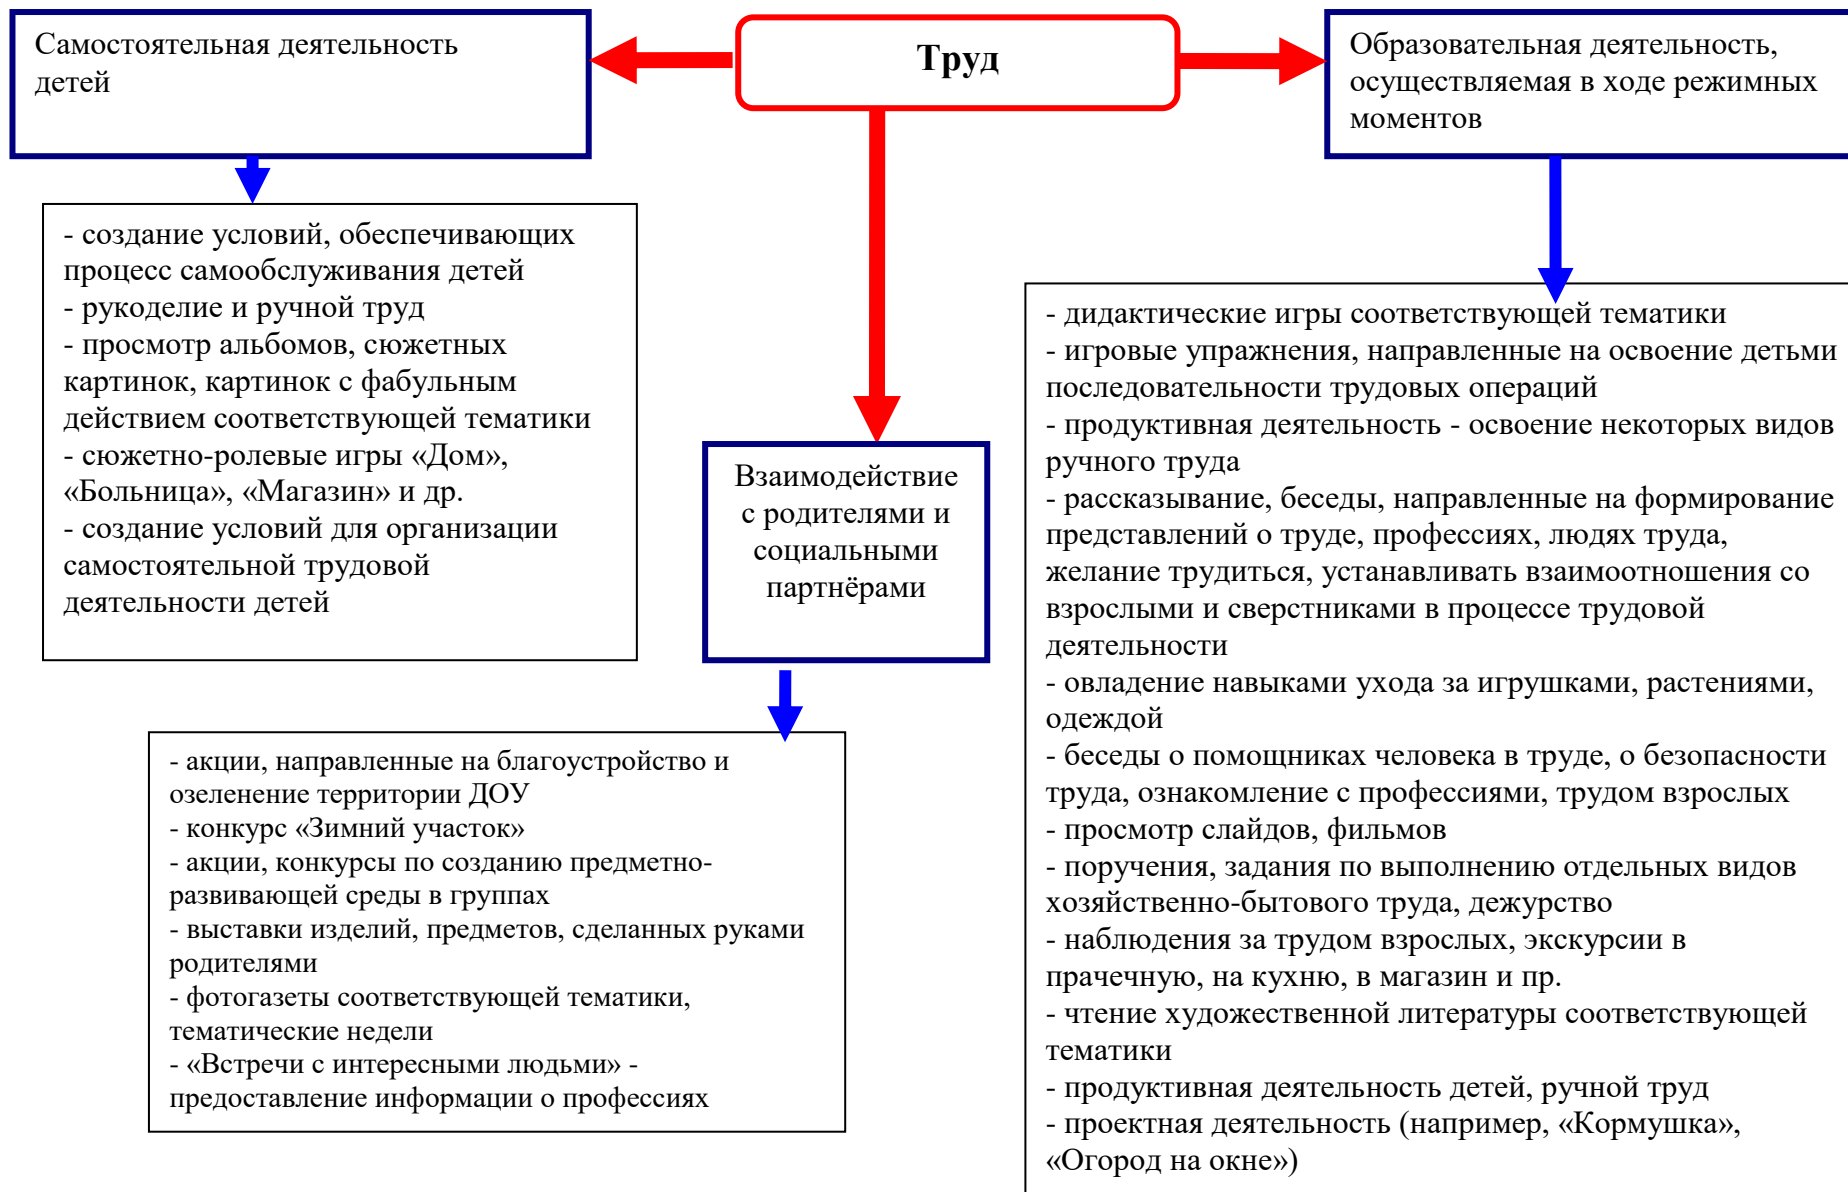 Труд
Самостоятельная деятельность
детей
- создание условий, обеспечивающих
процесс самообслуживания детей
- рукоделие и ручной труд
- просмотр альбомов, сюжетных
картинок, картинок с фабульным
действием соответствующей тематики
- сюжетно-ролевые игры «Дом»,
«Больница», «Магазин» и др.
- создание условий для организации
самостоятельной трудовой
деятельности детей
Взаимодействие
с родителями и
социальными
партнёрами
- акции, направленные на благоустройство и
озеленение территории ДОУ
- конкурс «Зимний участок»
- акции, конкурсы по созданию предметно-
развивающей среды в группах
- выставки изделий, предметов, сделанных руками
родителями
- фотогазеты соответствующей тематики,
тематические недели
- «Встречи с интересными людьми» -
предоставление информации о профессиях
Образовательная деятельность,
осуществляемая в ходе режимных
моментов
- дидактические игры соответствующей тематики
- игровые упражнения, направленные на освоение детьми
последовательности трудовых операций
- продуктивная деятельность - освоение некоторых видов
ручного труда
- рассказывание, беседы, направленные на формирование
представлений о труде, профессиях, людях труда,
желание трудиться, устанавливать взаимоотношения со
взрослыми и сверстниками в процессе трудовой
деятельности
- овладение навыками ухода за игрушками, растениями,
одеждой
- беседы о помощниках человека в труде, о безопасности
труда, ознакомление с профессиями, трудом взрослых
- просмотр слайдов, фильмов
- поручения, задания по выполнению отдельных видов
хозяйственно-бытового труда, дежурство
- наблюдения за трудом взрослых, экскурсии в
прачечную, на кухню, в магазин и пр.
- чтение художественной литературы соответствующей
тематики
- продуктивная деятельность детей, ручной труд
- проектная деятельность (например, «Кормушка»,
«Огород на окне»)